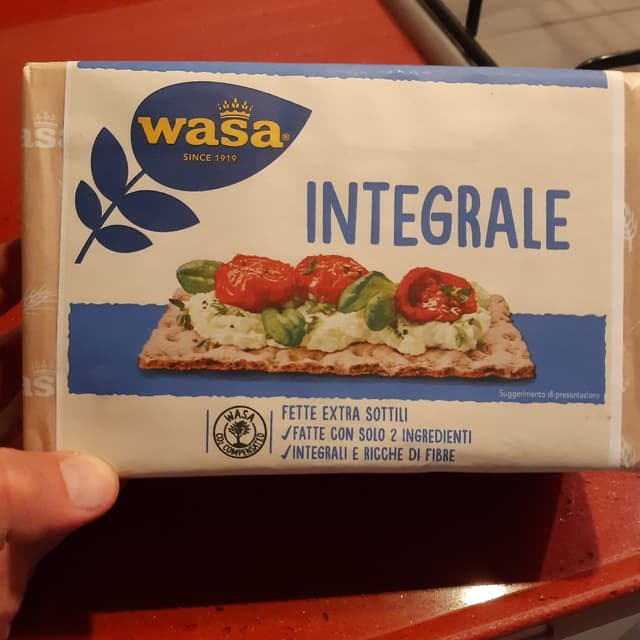 wasa®
SINCE 1919
INTEGRALE
Suggerimento di presentazione
WASA
CO₂ COMPENSATED
FETTE EXTRA SOTTILI
✓FATTE CON SOLO 2 INGREDIENTI
✓INTEGRALI E RICCHE DI FIBRE